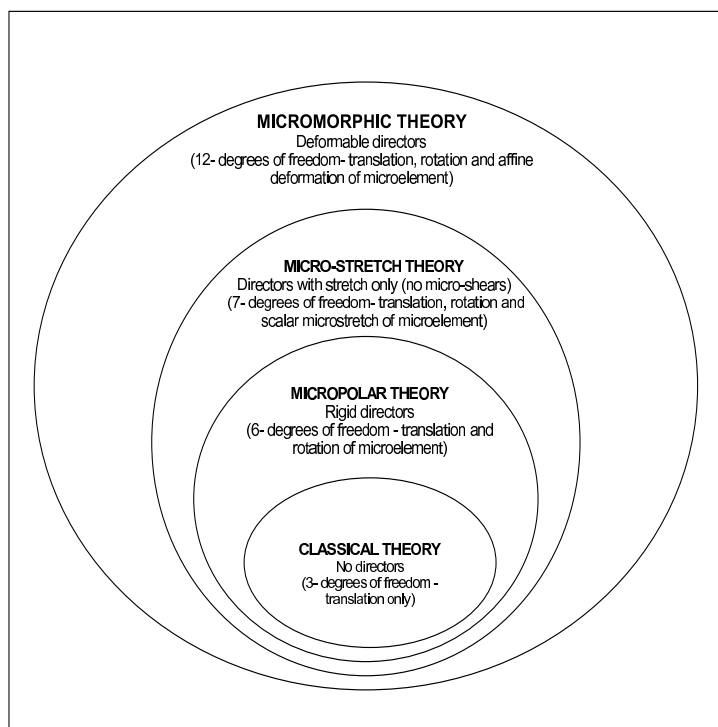 MICROMORPHIC THEORY
Deformable directors
(12- degrees of freedom- translation, rotation and affine
deformation of microelement)
MICRO-STRETCH THEORY
Directors with stretch only (no micro-shears)
(7- degrees of freedom- translation, rotation and
scalar microstretch of microelement)
MICROPOLAR THEORY
Rigid directors
(6- degrees of freedom - translation and
rotation of microelement)
CLASSICAL THEORY
No directors
(3- degrees of freedom -
translation only)